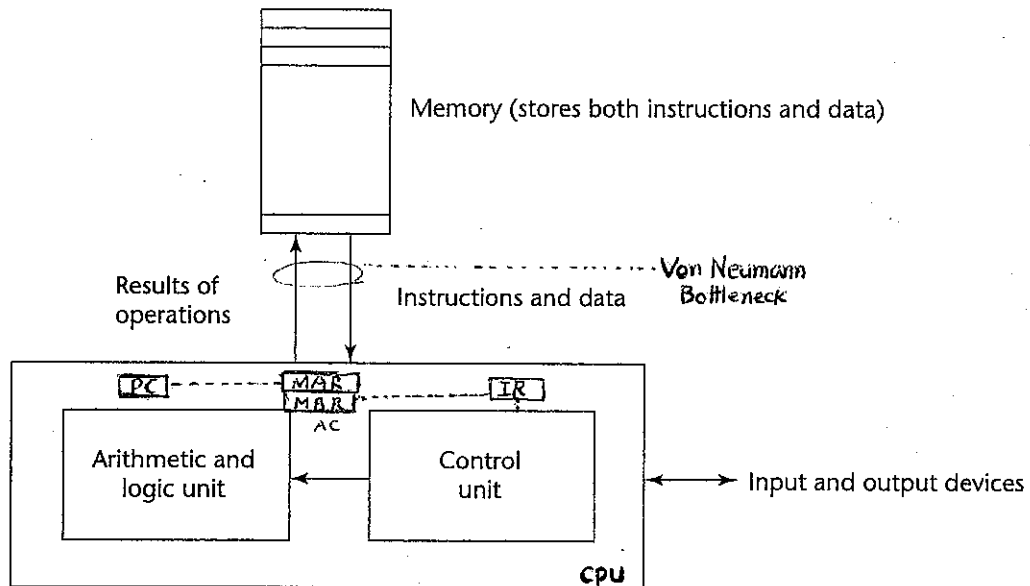 Memory (stores both instructions and data)
Von Neumann
Bottleneck
Results of
operations
Instructions and data
PC
MAR
IR
MBR
AC
Arithmetic and
logic unit
Control
unit
Input and output devices
CPU